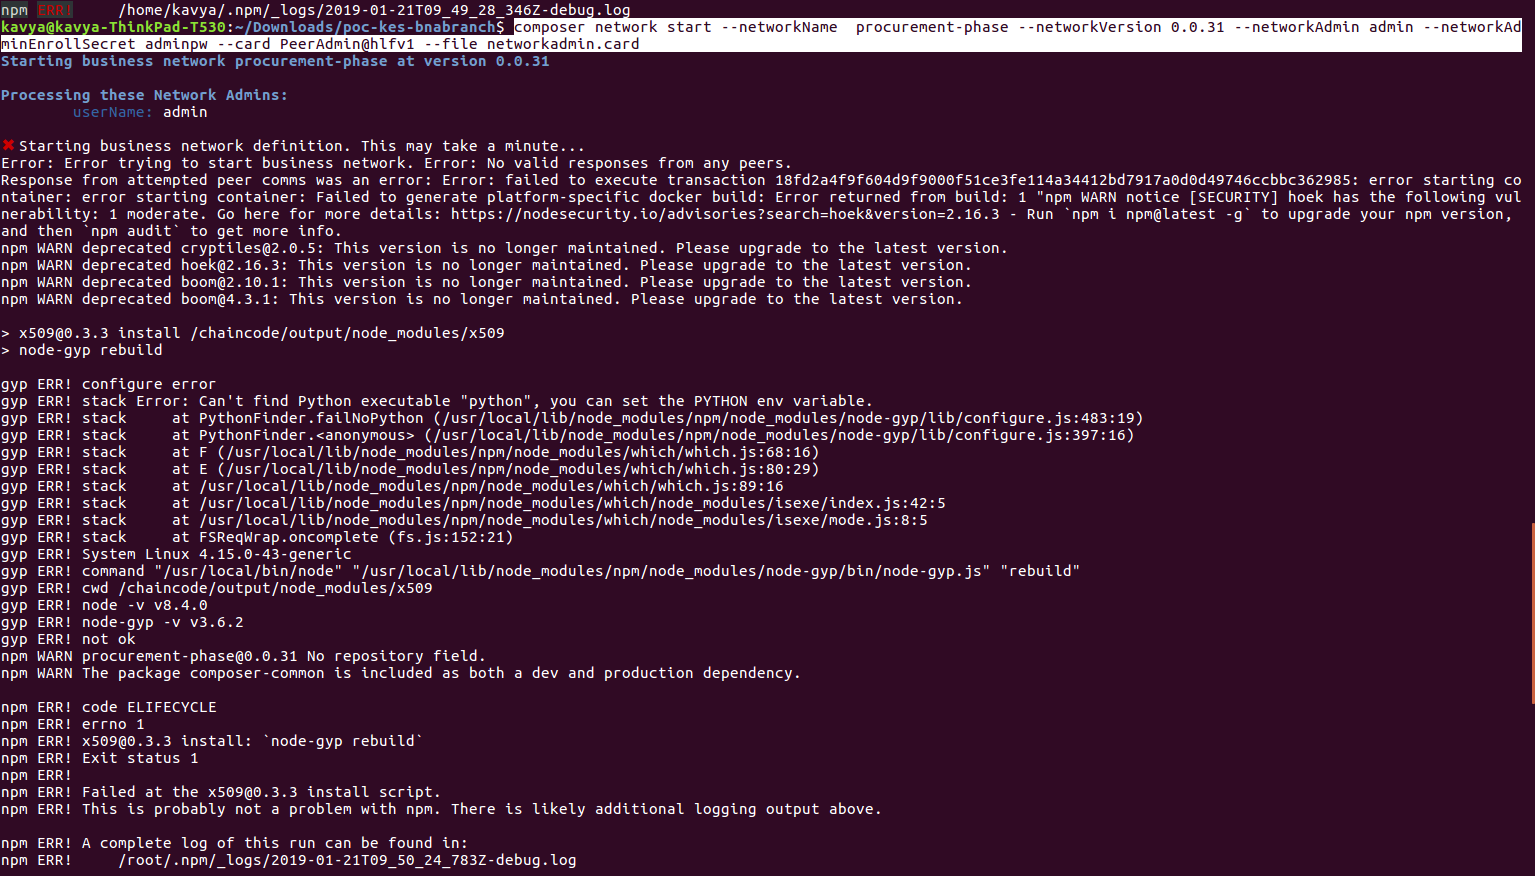 npm ERR!     /home/kavya/.npm/_logs/2019-01-21T09_49_28_346Z-debug.log
kavya@kavya-ThinkPad-T530:~/Downloads/poc-kes-bnabranch$ composer network start --networkName  procurement-phase --networkVersion 0.0.31 --networkAdmin admin --networkAd
minEnrollSecret adminpw --card PeerAdmin@hlfv1 --file networkadmin.card
Starting business network procurement-phase at version 0.0.31
Processing these Network Admins:
        userName: admin
✖ Starting business network definition. This may take a minute...
Error: Error trying to start business network. Error: No valid responses from any peers.
Response from attempted peer comms was an error: Error: failed to execute transaction 18fd2a4f9f604d9f9000f51ce3fe114a34412bd7917a0d0d49746ccbbc362985: error starting co
ntainer: error starting container: Failed to generate platform-specific docker build: Error returned from build: 1 "npm WARN notice [SECURITY] hoek has the following vul
nerability: 1 moderate. Go here for more details: https://nodesecurity.io/advisories?search=hoek&version=2.16.3 - Run `npm i npm@latest -g` to upgrade your npm version,
and then `npm audit` to get more info.
npm WARN deprecated cryptiles@2.0.5: This version is no longer maintained. Please upgrade to the latest version.
npm WARN deprecated hoek@2.16.3: This version is no longer maintained. Please upgrade to the latest version.
npm WARN deprecated boom@2.10.1: This version is no longer maintained. Please upgrade to the latest version.
npm WARN deprecated boom@4.3.1: This version is no longer maintained. Please upgrade to the latest version.
> x509@0.3.3 install /chaincode/output/node_modules/x509
> node-gyp rebuild
gyp ERR! configure error
gyp ERR! stack Error: Can't find Python executable "python", you can set the PYTHON env variable.
gyp ERR! stack     at PythonFinder.failNoPython (/usr/local/lib/node_modules/npm/node_modules/node-gyp/lib/configure.js:483:19)
gyp ERR! stack     at PythonFinder.<anonymous> (/usr/local/lib/node_modules/npm/node_modules/node-gyp/lib/configure.js:397:16)
gyp ERR! stack     at F (/usr/local/lib/node_modules/npm/node_modules/which/which.js:68:16)
gyp ERR! stack     at E (/usr/local/lib/node_modules/npm/node_modules/which/which.js:80:29)
gyp ERR! stack     at /usr/local/lib/node_modules/npm/node_modules/which/which.js:89:16
gyp ERR! stack     at /usr/local/lib/node_modules/npm/node_modules/which/node_modules/isexe/index.js:42:5
gyp ERR! stack     at /usr/local/lib/node_modules/npm/node_modules/which/node_modules/isexe/mode.js:8:5
gyp ERR! stack     at FSReqWrap.oncomplete (fs.js:152:21)
gyp ERR! System Linux 4.15.0-43-generic
gyp ERR! command "/usr/local/bin/node" "/usr/local/lib/node_modules/npm/node_modules/node-gyp/bin/node-gyp.js" "rebuild"
gyp ERR! cwd /chaincode/output/node_modules/x509
gyp ERR! node -v v8.4.0
gyp ERR! node-gyp -v v3.6.2
gyp ERR! not ok
npm WARN procurement-phase@0.0.31 No repository field.
npm WARN The package composer-common is included as both a dev and production dependency.
npm ERR! code ELIFECYCLE
npm ERR! errno 1
npm ERR! x509@0.3.3 install: `node-gyp rebuild`
npm ERR! Exit status 1
npm ERR!
npm ERR! Failed at the x509@0.3.3 install script.
npm ERR! This is probably not a problem with npm. There is likely additional logging output above.
npm ERR! A complete log of this run can be found in:
npm ERR!     /root/.npm/_logs/2019-01-21T09_50_24_783Z-debug.log